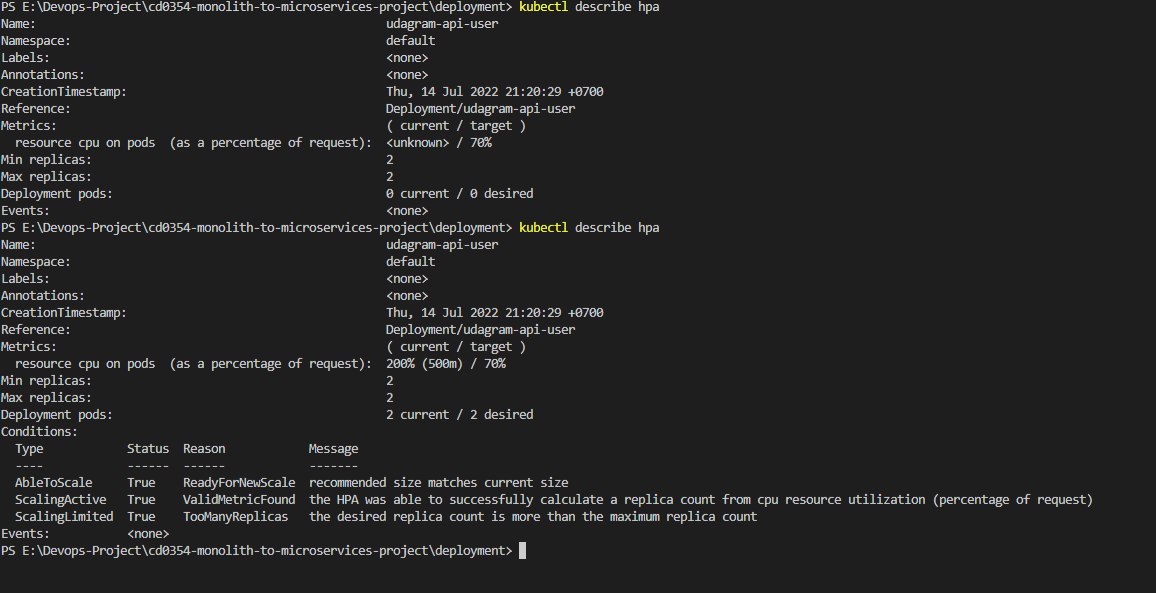 PS E:\Devops-Project\cd0354-monolith-to-microservices-project\deployment> kubectl describe hpa
Name:                                                  udagram-api-user
Namespace:                                             default
Labels:                                                <none>
Annotations:                                           <none>
CreationTimestamp:                                     Thu, 14 Jul 2022 21:20:29 +0700
Reference:                                             Deployment/udagram-api-user
Metrics:                                               ( current / target )
  resource cpu on pods  (as a percentage of request):  <unknown> / 70%
Min replicas:                                          2
Max replicas:                                          2
Deployment pods:                                       0 current / 0 desired
Events:                                                <none>
PS E:\Devops-Project\cd0354-monolith-to-microservices-project\deployment> kubectl describe hpa
Name:                                                  udagram-api-user
Namespace:                                             default
Labels:                                                <none>
Annotations:                                           <none>
CreationTimestamp:                                     Thu, 14 Jul 2022 21:20:29 +0700
Reference:                                             Deployment/udagram-api-user
Metrics:                                               ( current / target )
  resource cpu on pods  (as a percentage of request):  200% (500m) / 70%
Min replicas:                                          2
Max replicas:                                          2
Deployment pods:                                       2 current / 2 desired
Conditions:
  Type            Status  Reason            Message
  ----            ------  ------            -------
  AbleToScale     True    ReadyForNewScale  recommended size matches current size
  ScalingActive   True    ValidMetricFound  the HPA was able to successfully calculate a replica count from cpu resource utilization (percentage of request)
  ScalingLimited  True    TooManyReplicas   the desired replica count is more than the maximum replica count
Events:           <none>
PS E:\Devops-Project\cd0354-monolith-to-microservices-project\deployment>